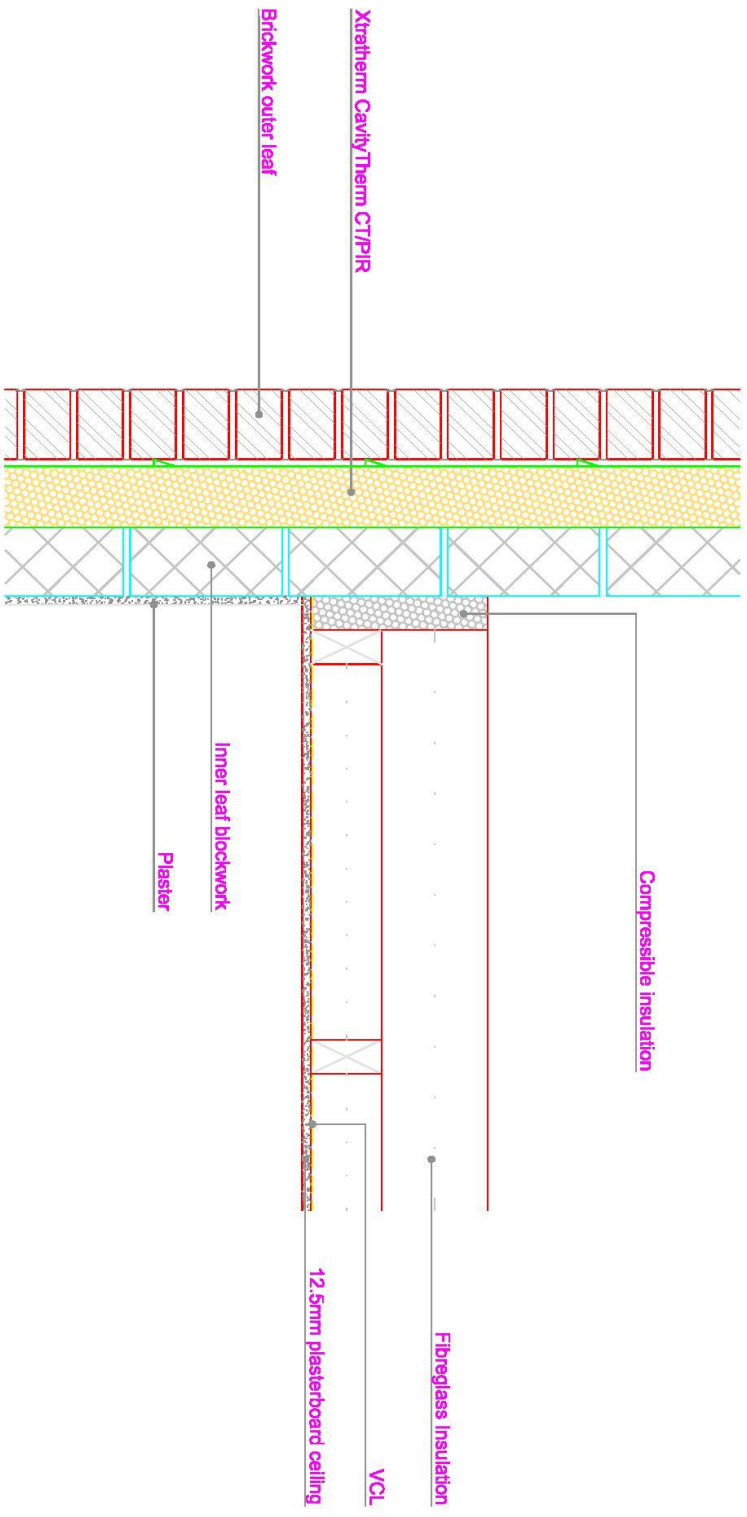 Compressible insulation
Fibreglass Insulation
VCL
12.5mm plasterboard ceiling
Xtratherm CavityTherm CT/PIR
Brickwork outer leaf
Inner leaf blockwork
Plaster